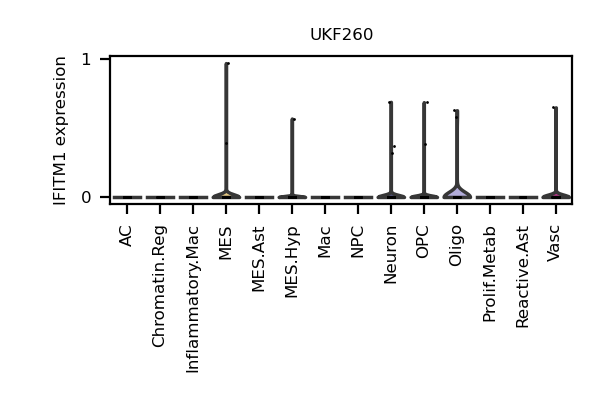 UKF260
IFITM1 expression
1
0
AC
Chromatin.Reg
Inflammatory.Mac
MES
MES.Ast
MES.Hyp
Mac
NPC
Neuron
OPC
Oligo
Prolif.Metab
Reactive.Ast
Vasc